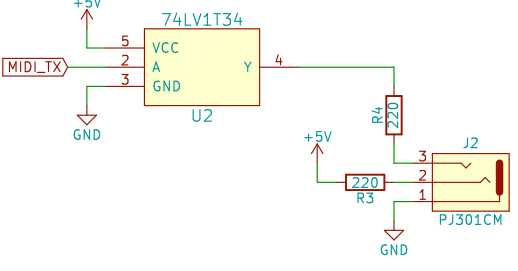 +5V
74LV1T34
5 VCC
MIDI_TX 2 A Y 4
3 GND
U2
GND
R4 220
+5V
J2
3
220 2
R3 1
PJ301CM
GND